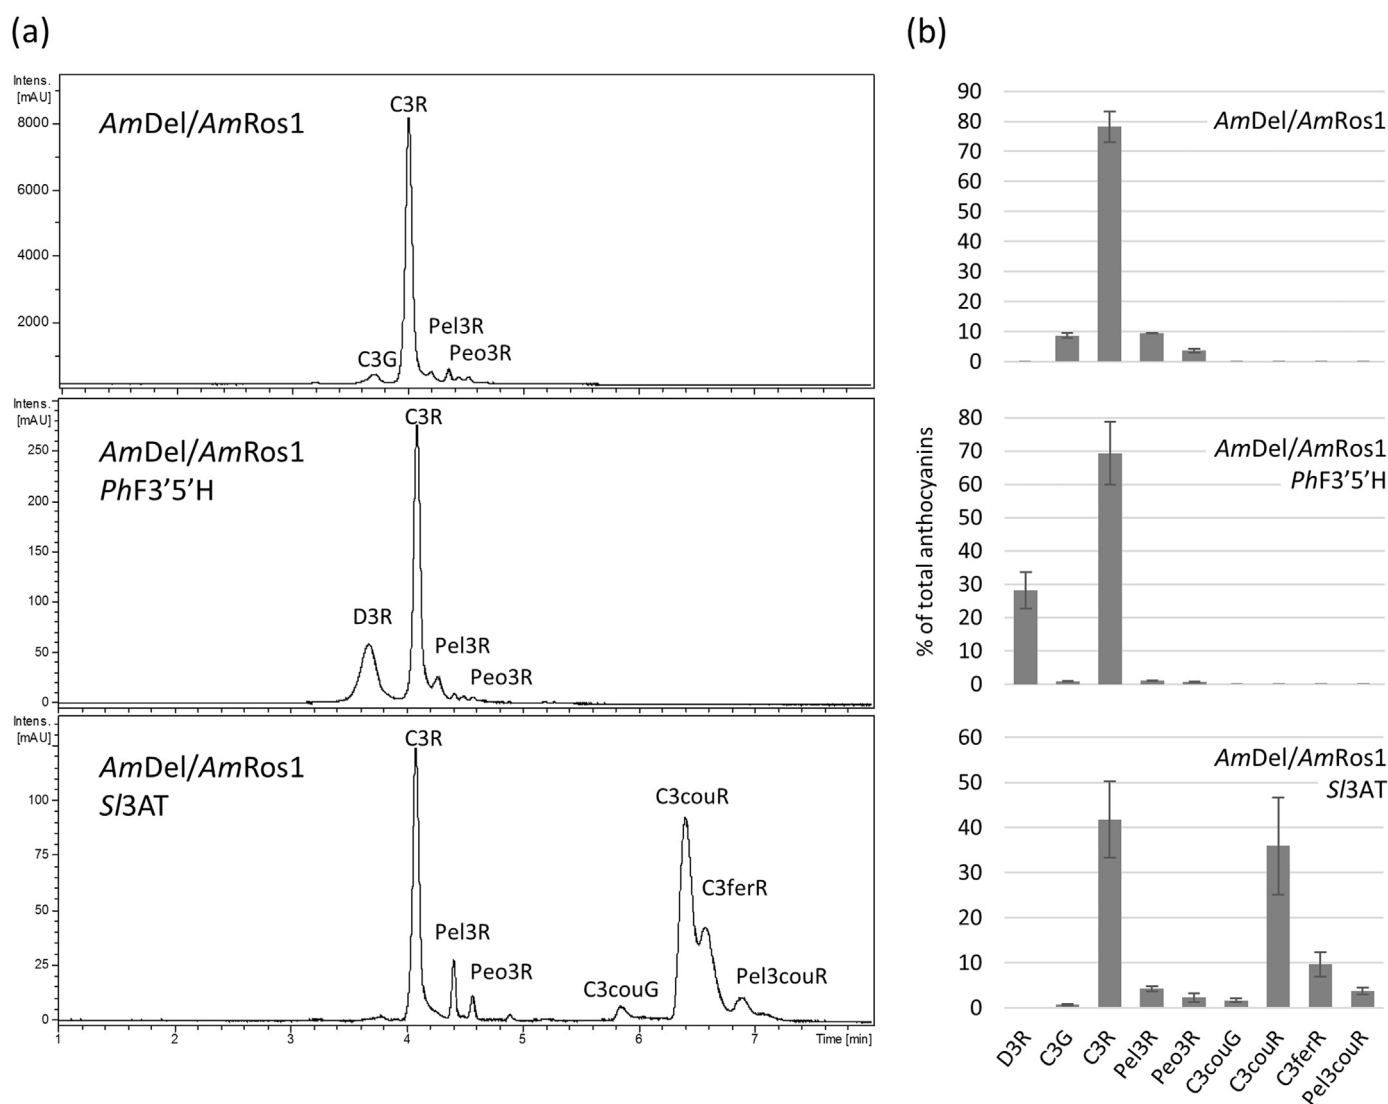 (a)
Intens.
[mAU]
8000
6000
4000
2000
AmDel/AmRos1
C3R
C3G
Pel3R
Peo3R
Intens.
[mAU]
250
200
150
100
50
0
AmDel/AmRos1
PhF3’5’H
C3R
D3R
Pel3R
Peo3R
Intens.
[mAU]
100
75
50
25
0
AmDel/AmRos1
Sl3AT
C3R
Pel3R
Peo3R
C3couG
C3couR
C3ferR
Pel3couR
1 2 3 4 5 6 7 Time [min]
(b)
% of total anthocyanins
90
80
70
60
50
40
30
20
10
0
AmDel/AmRos1
80
70
60
50
40
30
20
10
0
AmDel/AmRos1
PhF3’5’H
60
50
40
30
20
10
0
AmDel/AmRos1
Sl3AT
D3R
C3G
C3R
Pel3R
Peo3R
C3couG
C3couR
C3ferR
Pel3couR